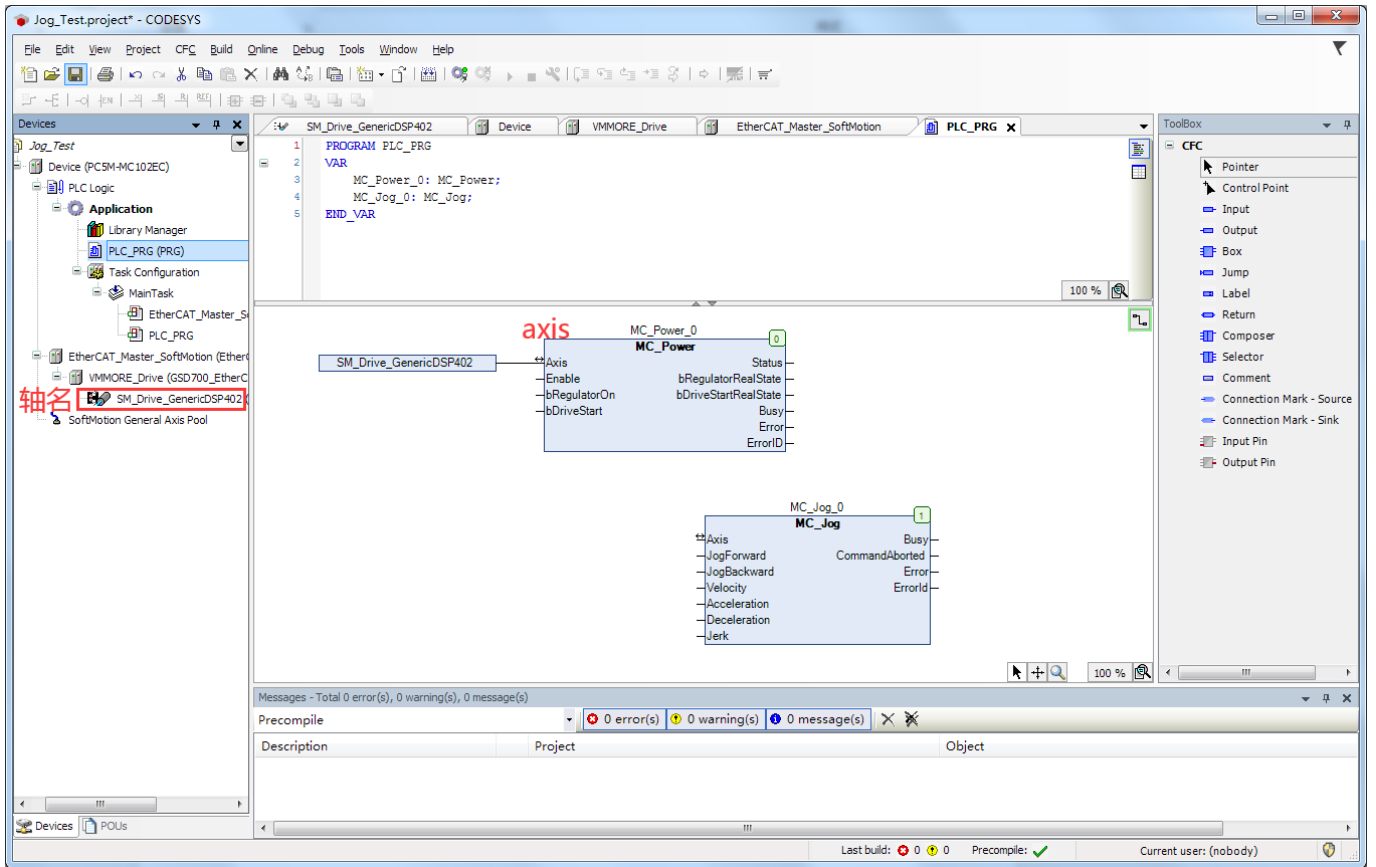 Jog_Test.project* - CODESYS
File Edit View Project CFC Build Online Debug Tools Window Help
Devices
Jog_Test
Device (PC5M-MC102EC)
PLC Logic
Application
Library Manager
PLC_PRG (PRG)
Task Configuration
MainTask
EtherCAT_Master_S
PLC_PRG
EtherCAT_Master_SoftMotion (Ether
VMMORE_Drive (GSD700_EtherC
轴名
SM_Drive_GenericDSP402 (
SoftMotion General Axis Pool
Devices POUs
SM_Drive_GenericDSP402 Device VMMORE_Drive EtherCAT_Master_SoftMotion PLC_PRG
1 PROGRAM PLC_PRG
2 VAR
3 MC_Power_0: MC_Power;
4 MC_Jog_0: MC_Jog;
5 END_VAR
100 %
axis
MC_Power_0
0
MC_Power
SM_Drive_GenericDSP402
Axis Status
Enable bRegulatorRealState
bRegulatorOn bDriveStartRealState
bDriveStart Busy
Error
ErrorID
MC_Jog_0
1
MC_Jog
Axis Busy
JogForward CommandAborted
JogBackward Error
Velocity ErrorId
Acceleration
Deceleration
Jerk
100 %
ToolBox
CFC
Pointer
Control Point
Input
Output
Box
Jump
Label
Return
Composer
Selector
Comment
Connection Mark - Source
Connection Mark - Sink
Input Pin
Output Pin
Messages - Total 0 error(s), 0 warning(s), 0 message(s)
Precompile 0 error(s) 0 warning(s) 0 message(s)
Description Project Object
Last build: 0 0 Precompile: Current user: (nobody)